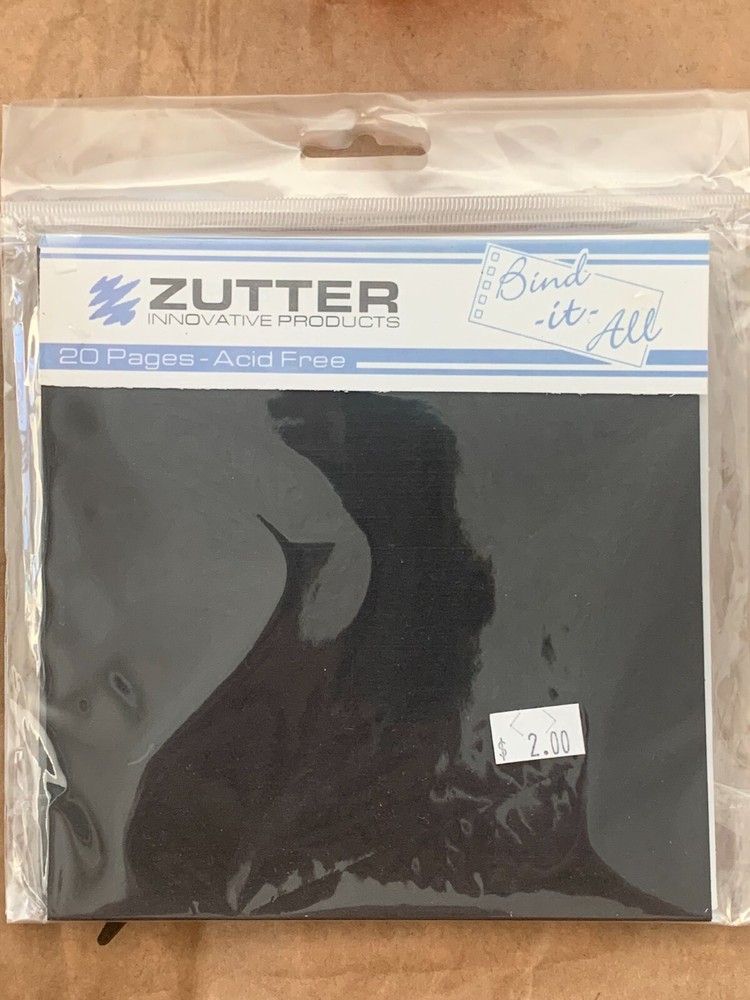 ZUTTER
INNOVATIVE PRODUCTS
Bind
-it-
All
20 Pages - Acid Free
$ 2.00